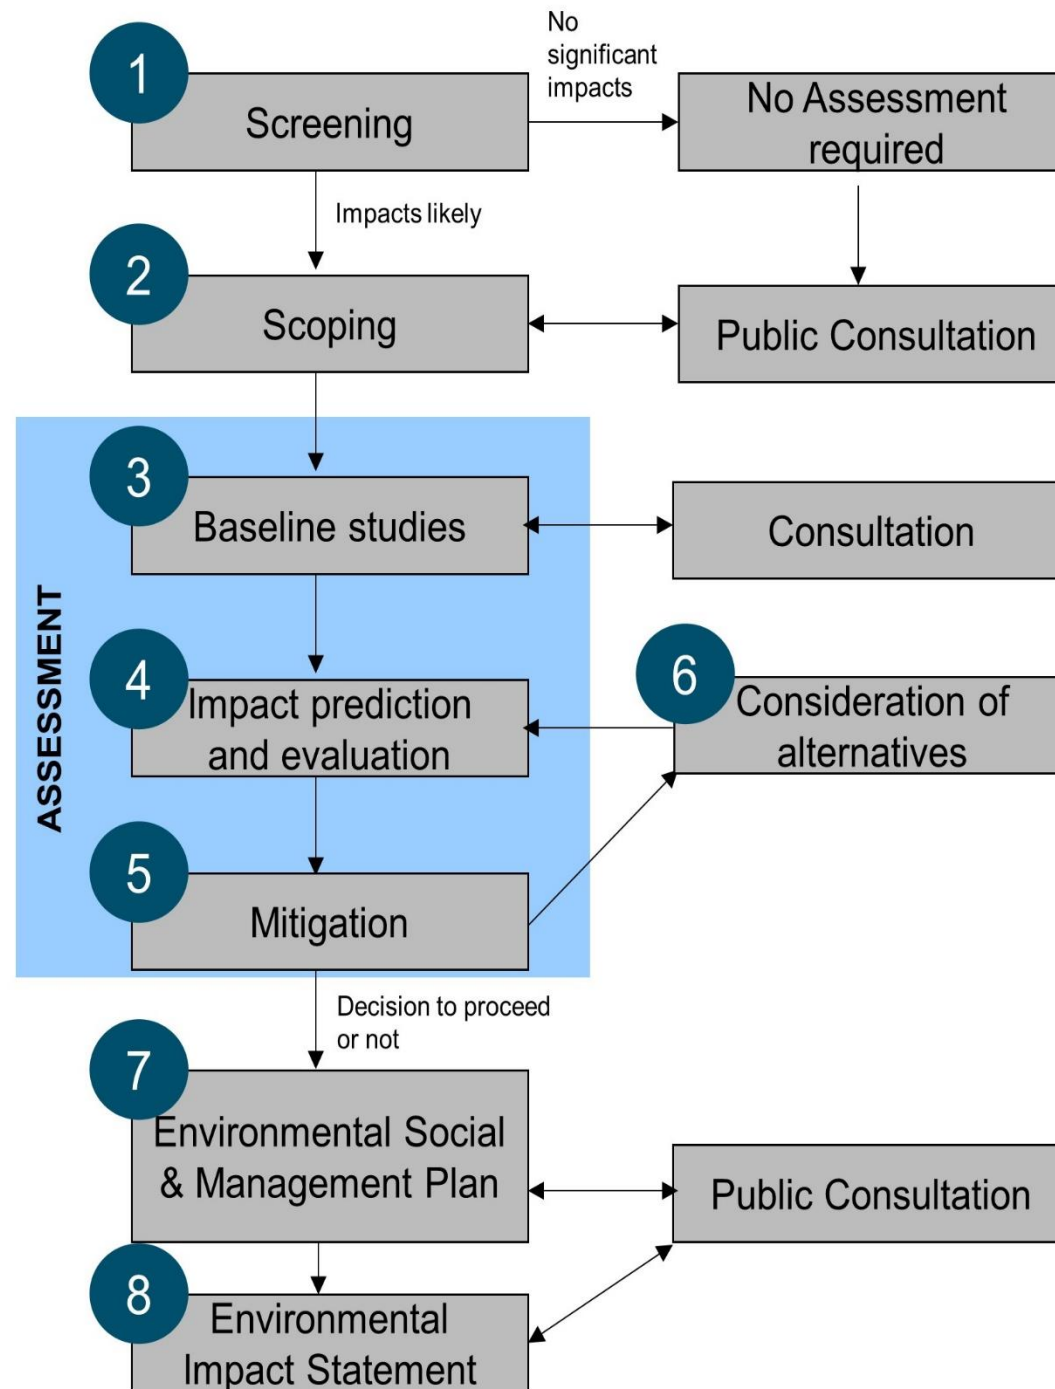 No
significant
impacts
1
Screening
No Assessment
required
Impacts likely
2
Scoping
Public Consultation
ASSESSMENT
3
Baseline studies
Consultation
4
Impact prediction
and evaluation
6
Consideration of
alternatives
5
Mitigation
Decision to proceed
or not
7
Environmental Social
& Management Plan
Public Consultation
8
Environmental
Impact Statement